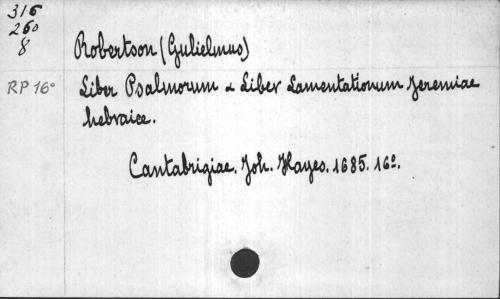 316
260
8
Robertson (Gulielmus)
RP 16°
Liber Psalmorum & Liber Lamentationum Jeremiae
hebraice.
Cantabrigiae. Joh. Hayes. 1685. 16°.